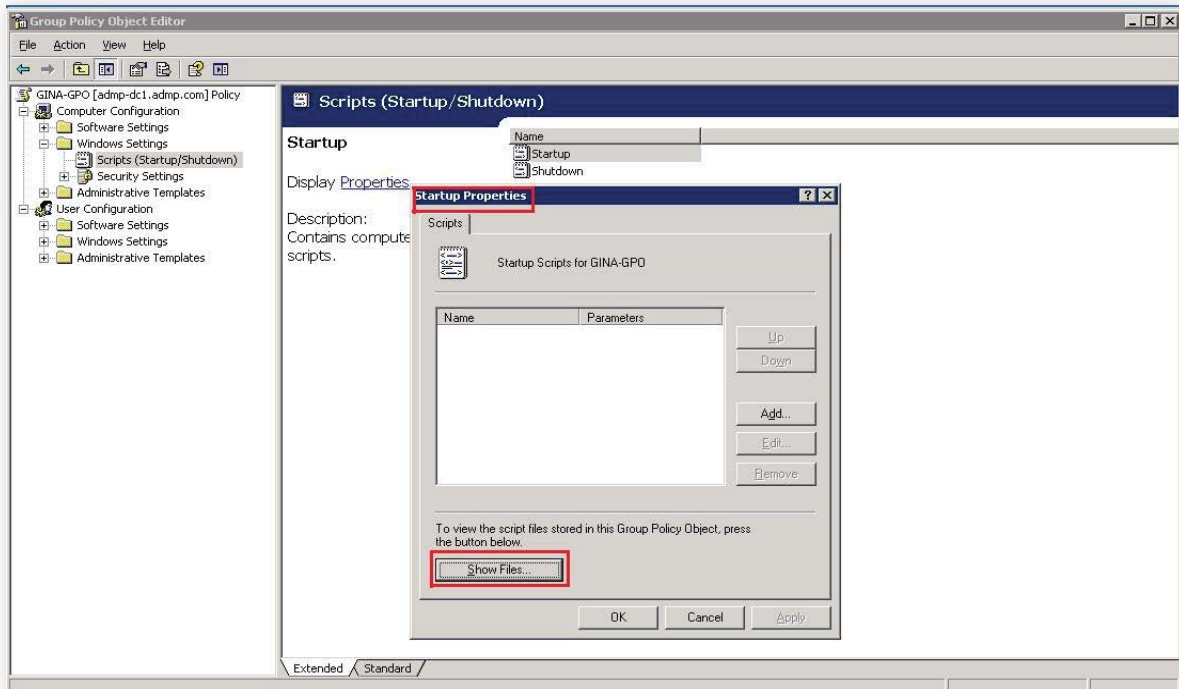 Group Policy Object Editor
File Action View Help
GINA-GPO [admp-dc1.admp.com] Policy
Computer Configuration
Software Settings
Windows Settings
Scripts (Startup/Shutdown)
Security Settings
Administrative Templates
User Configuration
Software Settings
Windows Settings
Administrative Templates
Scripts (Startup/Shutdown)
Startup
Display Properties
Description:
Contains compute
scripts.
Name
Startup
Shutdown
Startup Properties
Scripts
Startup Scripts for GINA-GPO
Name Parameters
Up
Down
Add...
Edit...
Remove
To view the script files stored in this Group Policy Object, press
the button below.
Show Files...
OK Cancel Apply
Extended Standard